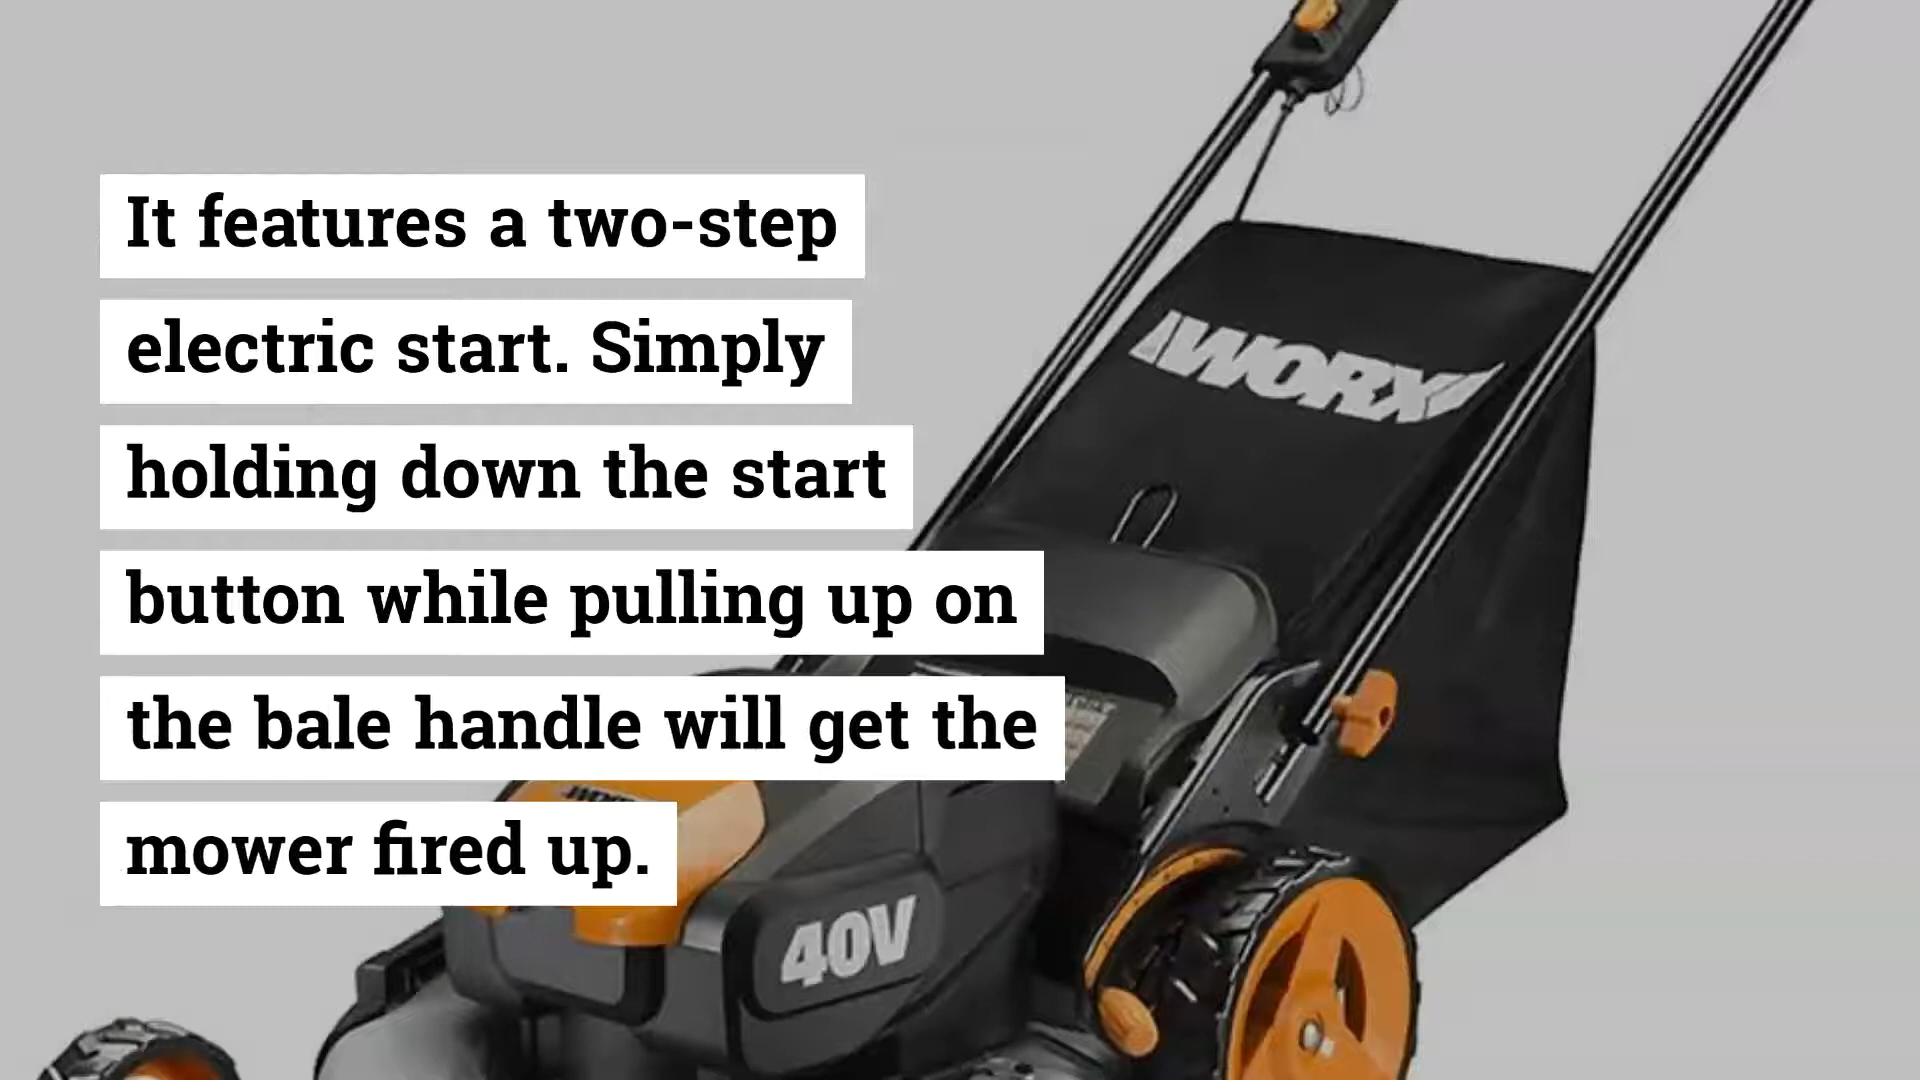 It features a two-step
electric start. Simply
holding down the start
button while pulling up on
the bale handle will get the
mower fired up.
WORX
40V